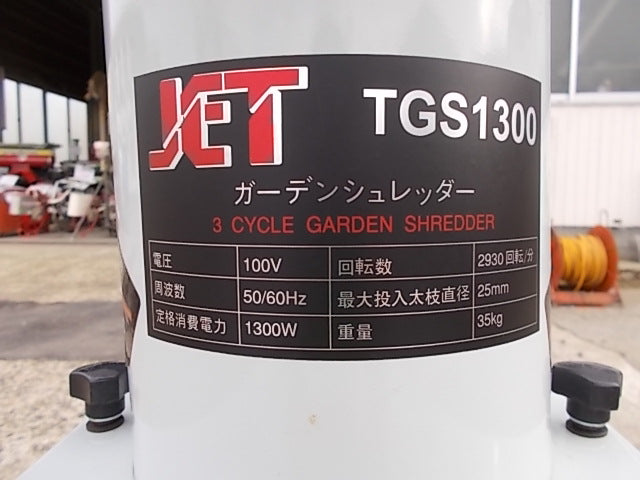 JET
TGS1300
ガーデンシュレッダー
3 CYCLE GARDEN SHREDDER
電圧 100V 回転数 2930回転/分
周波数 50/60Hz 最大投入太枝直径 25mm
定格消費電力 1300W 重量 35kg